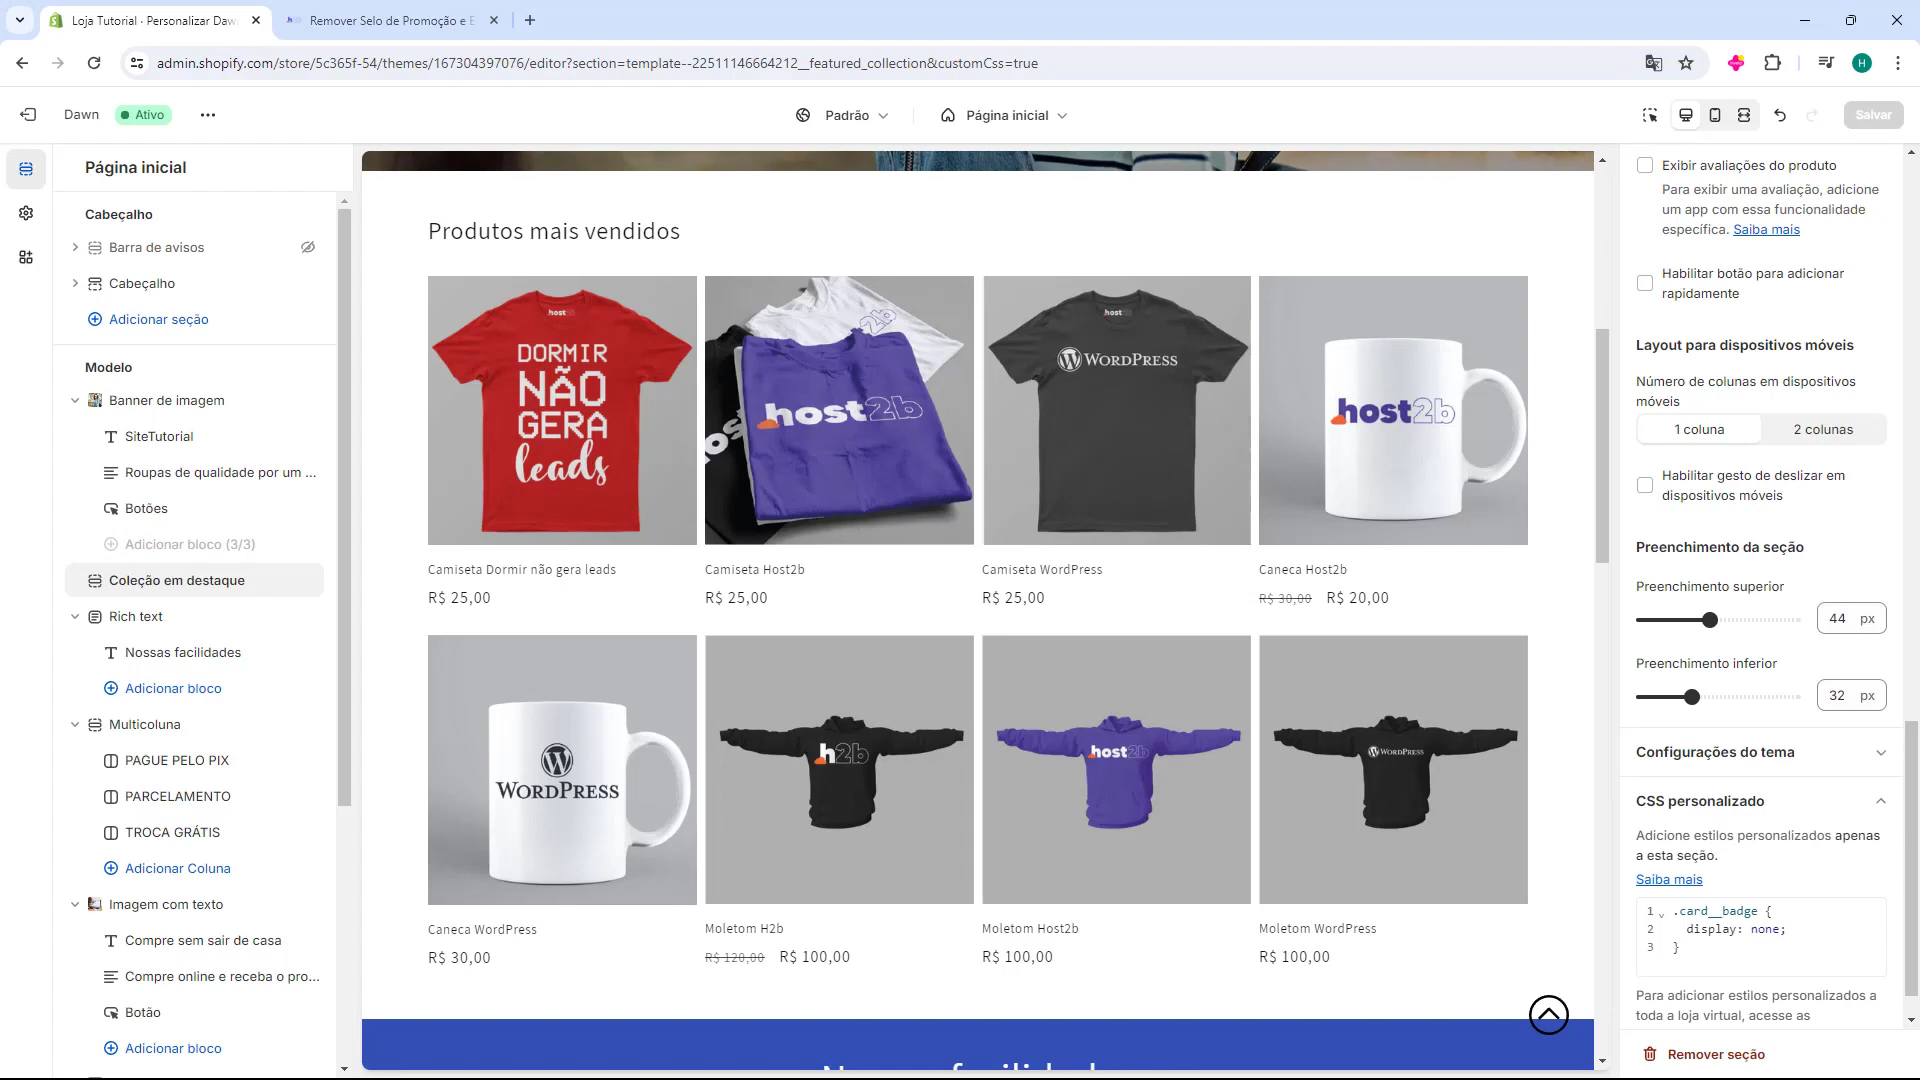 Loja Tutorial · Personalizar Daw
Remover Selo de Promoção e E
admin.shopify.com/store/5c365f-54/themes/167304397076/editor?section=template--22511146664212__featured_collection&customCss=true
H
Dawn
Ativo
Padrão
Página inicial
Salvar
Página inicial
Cabeçalho
Barra de avisos
Cabeçalho
Adicionar seção
Modelo
Banner de imagem
SiteTutorial
Roupas de qualidade por um ...
Botões
Adicionar bloco (3/3)
Coleção em destaque
Rich text
Nossas facilidades
Adicionar bloco
Multicoluna
PAGUE PELO PIX
PARCELAMENTO
TROCA GRÁTIS
Adicionar Coluna
Imagem com texto
Compre sem sair de casa
Compre online e receba o pro...
Botão
Adicionar bloco
Produtos mais vendidos
host
DORMIR
NÃO
GERA
leads
2b
host2b
host
WORDPRESS
host2b
Camiseta Dormir não gera leads
R$ 25,00
Camiseta Host2b
R$ 25,00
Camiseta WordPress
R$ 25,00
Caneca Host2b
R$ 30,00 R$ 20,00
WORDPRESS
h2b
host2b
WORDPRESS
Caneca WordPress
R$ 30,00
Moletom H2b
R$ 120,00 R$ 100,00
Moletom Host2b
R$ 100,00
Moletom WordPress
R$ 100,00
Exibir avaliações do produto
Para exibir uma avaliação, adicione
um app com essa funcionalidade
específica. Saiba mais
Habilitar botão para adicionar
rapidamente
Layout para dispositivos móveis
Número de colunas em dispositivos
móveis
1 coluna
2 colunas
Habilitar gesto de deslizar em
dispositivos móveis
Preenchimento da seção
Preenchimento superior
44 px
Preenchimento inferior
32 px
Configurações do tema
CSS personalizado
Adicione estilos personalizados apenas
a esta seção.
Saiba mais
1 .card__badge {
2 display: none;
3 }
Para adicionar estilos personalizados a
toda a loja virtual, acesse as
Remover seção